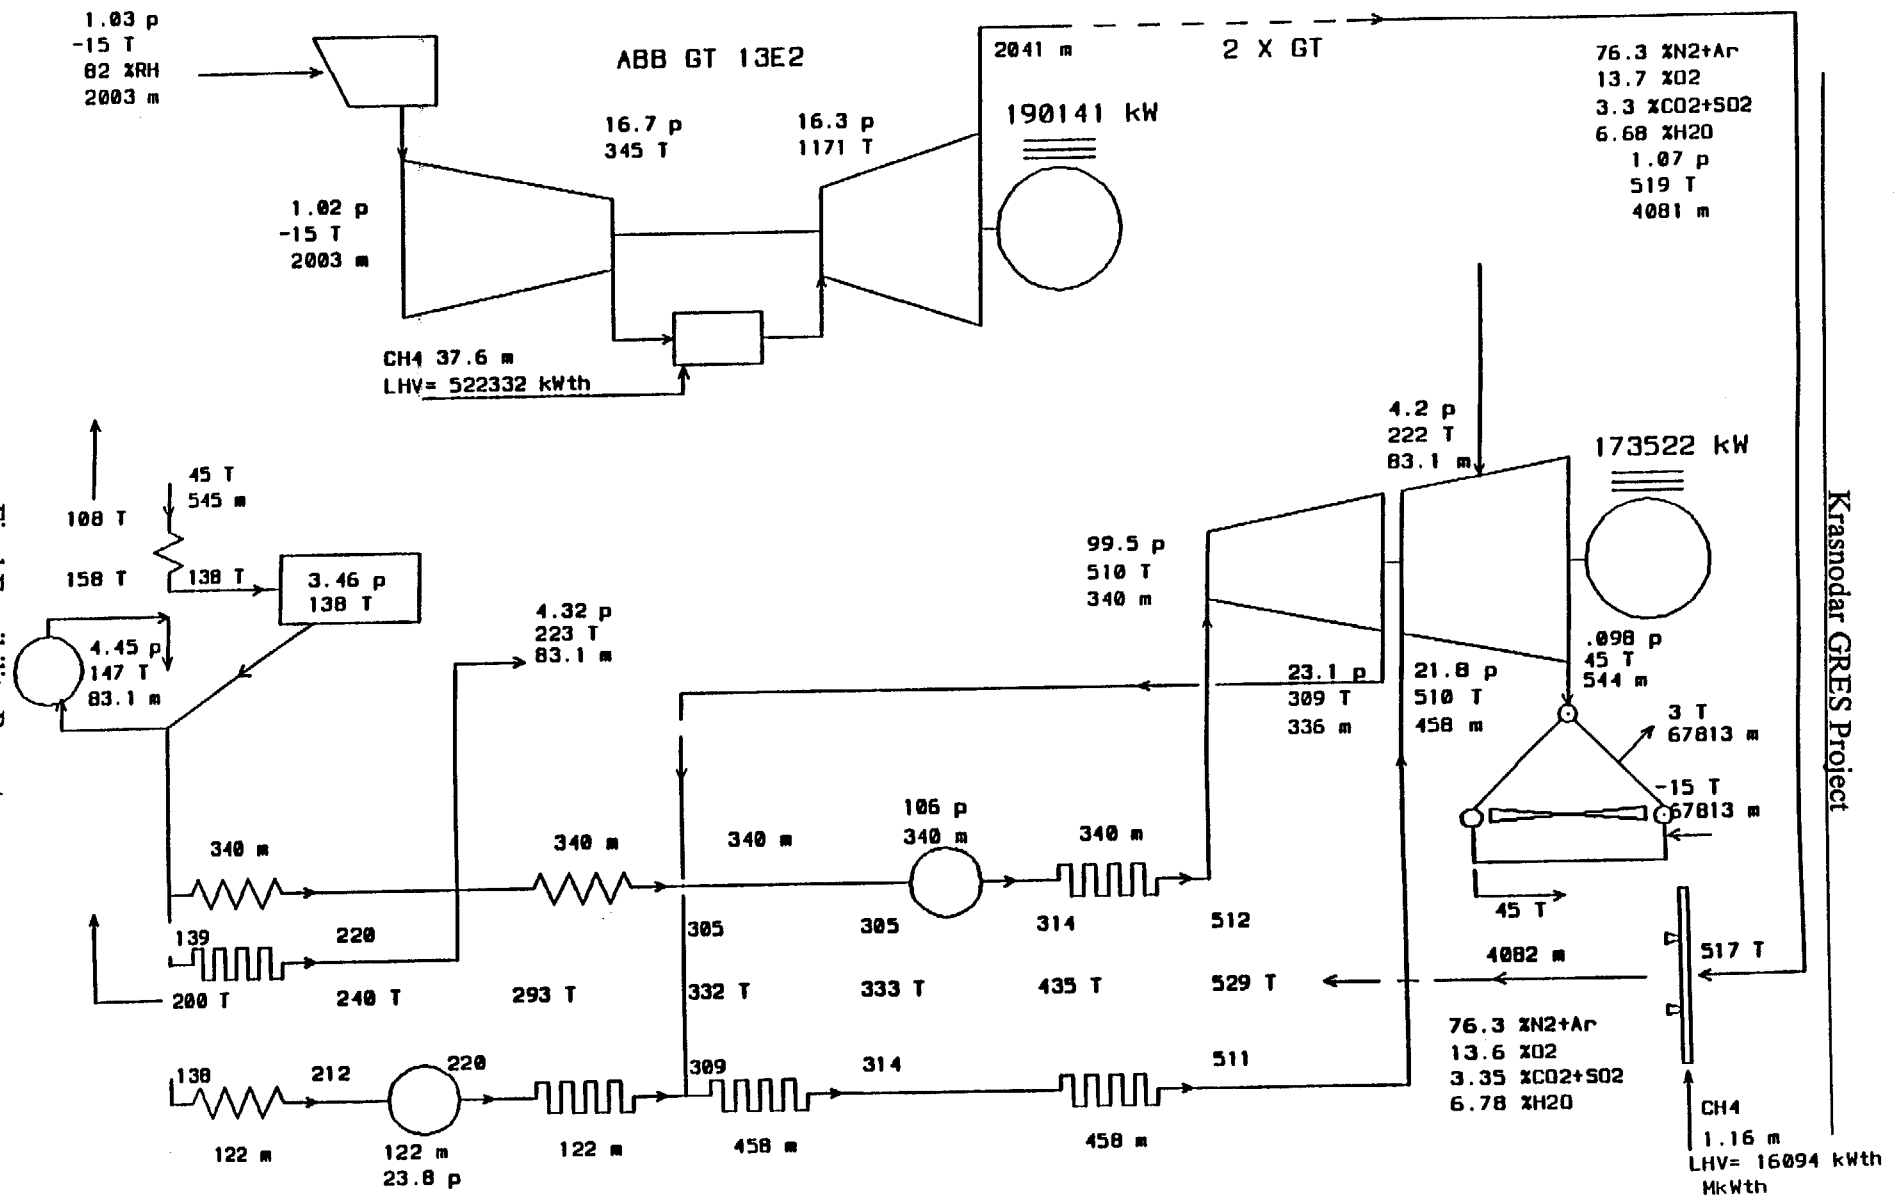 1.03 p
-15 T
82 %RH
2003 m
ABB GT 13E2
2041 m
2 X GT
76.3 %N2+Ar
13.7 %O2
3.3 %CO2+SO2
6.68 %H2O
1.07 p
519 T
4081 m
190141 kW
16.7 p
345 T
16.3 p
1171 T
1.02 p
-15 T
2003 m
CH4 37.6 m
LHV= 522332 kWth
4.2 p
222 T
83.1 m
173522 kW
45 T
545 m
108 T
158 T
138 T
3.46 p
138 T
4.45 p
147 T
83.1 m
4.32 p
223 T
83.1 m
99.5 p
510 T
340 m
23.1 p
309 T
336 m
21.8 p
510 T
458 m
.098 p
45 T
544 m
3 T
67813 m
-15 T
67813 m
Krasnodar GRES Project
340 m
340 m
340 m
106 p
340 m
340 m
45 T
139
220
305
305
314
512
4082 m
517 T
200 T
240 T
293 T
332 T
333 T
435 T
529 T
76.3 %N2+Ar
13.6 %O2
3.35 %CO2+SO2
6.78 %H2O
138
212
220
309
314
511
122 m
122 m
23.8 p
122 m
458 m
458 m
CH4
1.16 m
LHV= 16094 kWth
MkWth